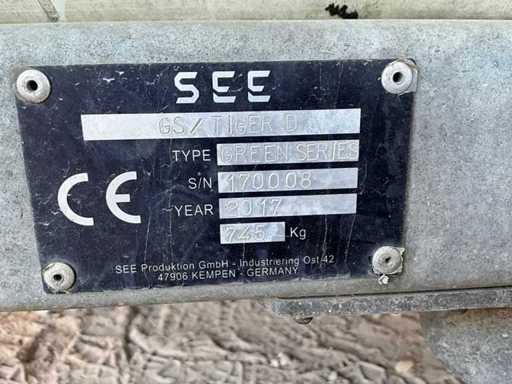 SEE
GS/TIGER D
TYPE GREEN SERIES
S/N 170008
CE YEAR 2017
745 Kg
SEE Produktion GmbH - Industriering Ost 42
47906 KEMPEN - GERMANY